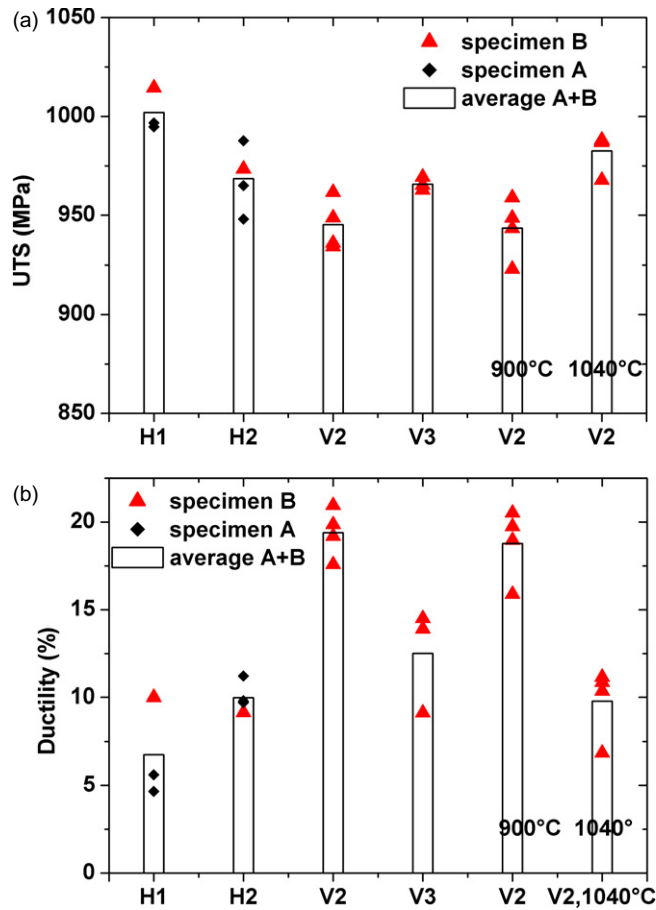 (a)
1050
1000
950
900
850
UTS (MPa)
specimen B
specimen A
average A+B
900°C 1040°C
H1 H2 V2 V3 V2 V2
(b)
20
15
10
5
0
Ductility (%)
specimen B
specimen A
average A+B
900°C 1040°
H1 H2 V2 V3 V2 V2,1040°C